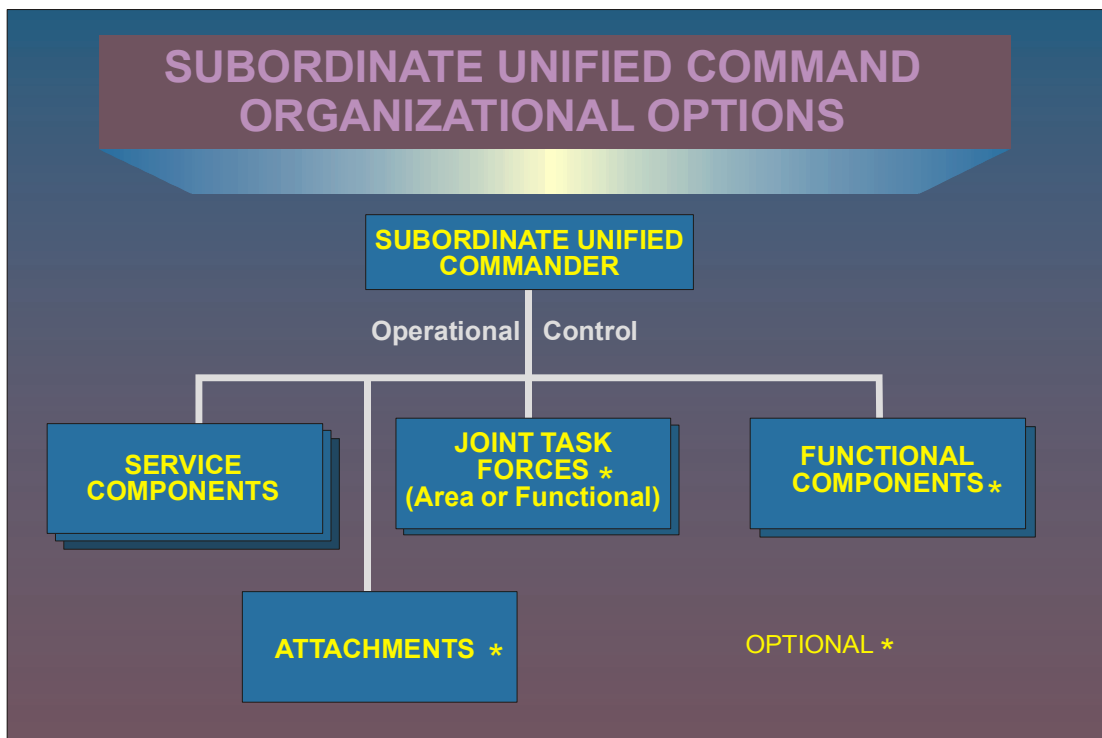 SUBORDINATE UNIFIED COMMAND
ORGANIZATIONAL OPTIONS
SUBORDINATE UNIFIED
COMMANDER
Operational Control
SERVICE
COMPONENTS
JOINT TASK
FORCES *
(Area or Functional)
FUNCTIONAL
COMPONENTS *
ATTACHMENTS *
OPTIONAL *